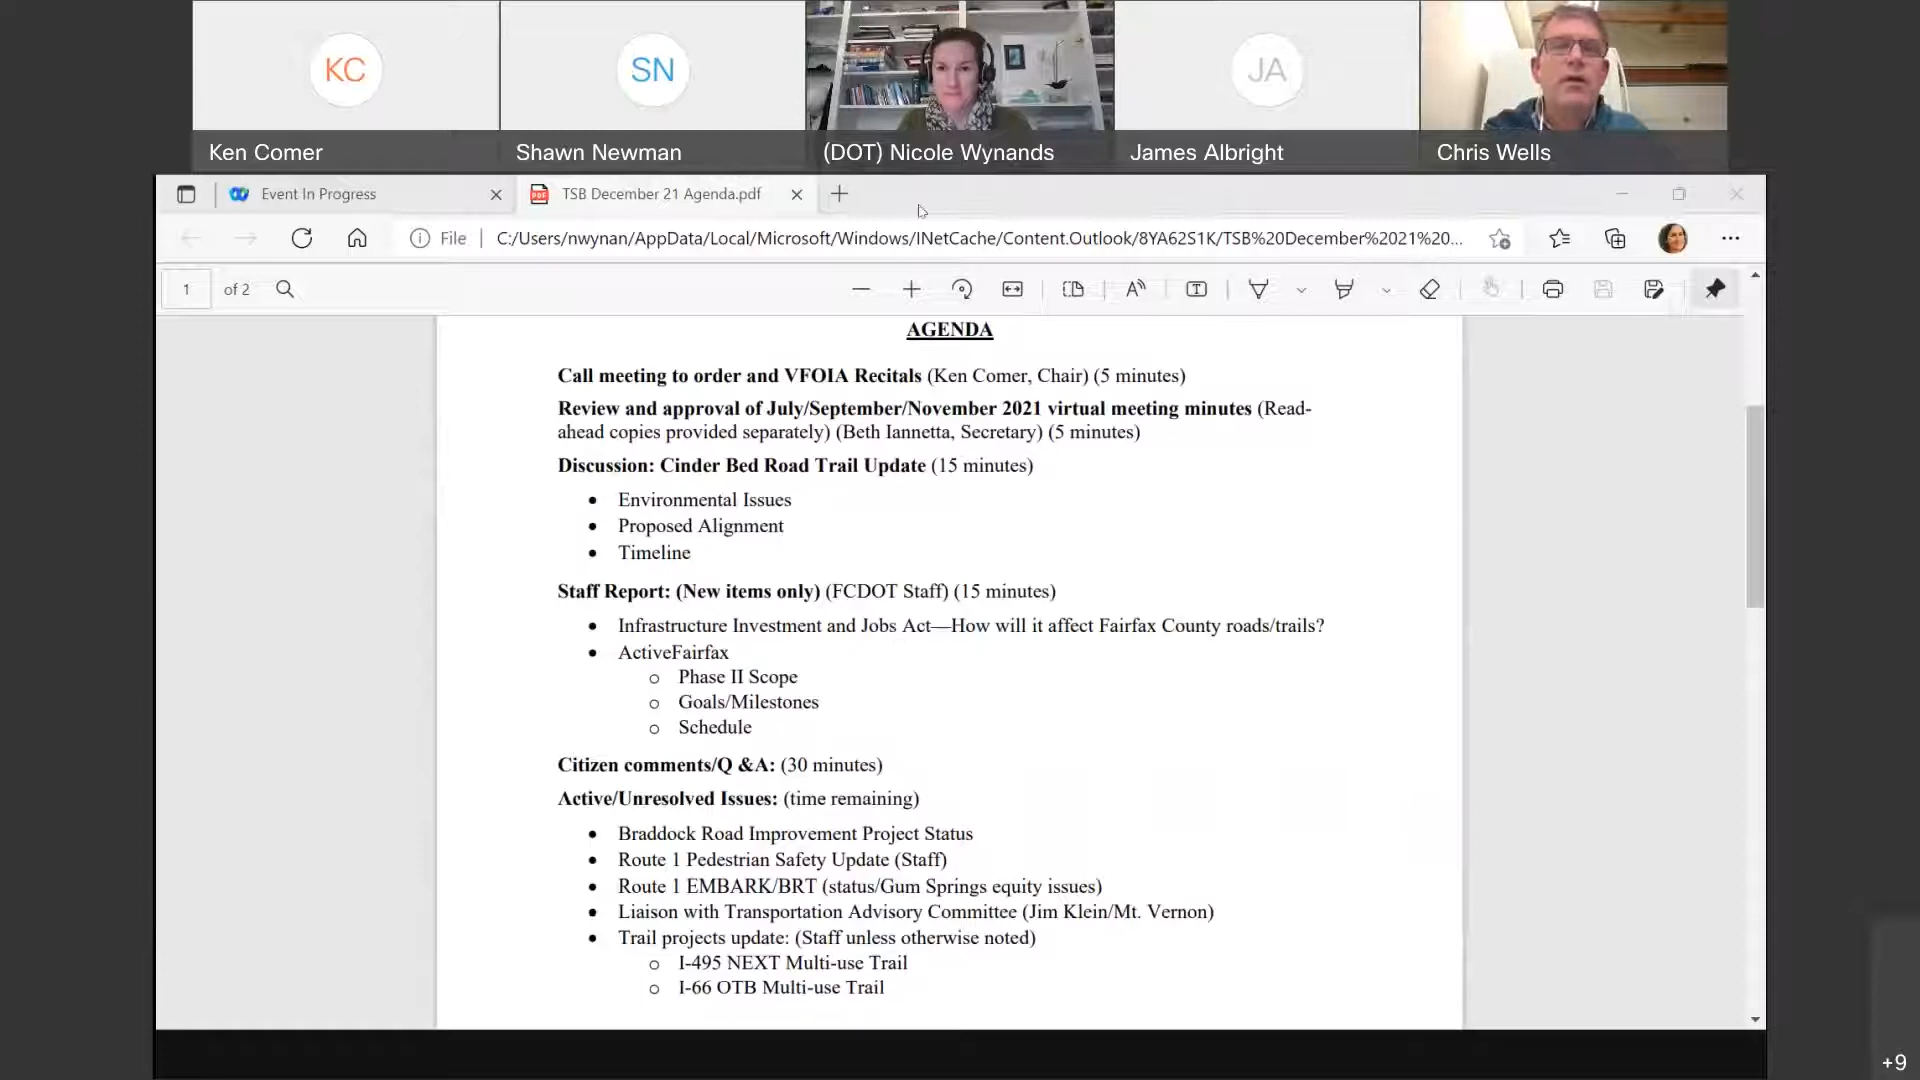 KC
SN
JA
Ken Comer
Shawn Newman
(DOT) Nicole Wynands
James Albright
Chris Wells
Event In Progress
TSB December 21 Agenda.pdf
File
C:/Users/nwynan/AppData/Local/Microsoft/Windows/INetCache/Content.Outlook/8YA62S1K/TSB%20December%2021%20...
1
of 2
AGENDA
Call meeting to order and VFOIA Recitals (Ken Comer, Chair) (5 minutes)
Review and approval of July/September/November 2021 virtual meeting minutes (Read-
ahead copies provided separately) (Beth Iannetta, Secretary) (5 minutes)
Discussion: Cinder Bed Road Trail Update (15 minutes)
• Environmental Issues
• Proposed Alignment
• Timeline
Staff Report: (New items only) (FCDOT Staff) (15 minutes)
• Infrastructure Investment and Jobs Act—How will it affect Fairfax County roads/trails?
• ActiveFairfax
o Phase II Scope
o Goals/Milestones
o Schedule
Citizen comments/Q &A: (30 minutes)
Active/Unresolved Issues: (time remaining)
• Braddock Road Improvement Project Status
• Route 1 Pedestrian Safety Update (Staff)
• Route 1 EMBARK/BRT (status/Gum Springs equity issues)
• Liaison with Transportation Advisory Committee (Jim Klein/Mt. Vernon)
• Trail projects update: (Staff unless otherwise noted)
o I-495 NEXT Multi-use Trail
o I-66 OTB Multi-use Trail
+9